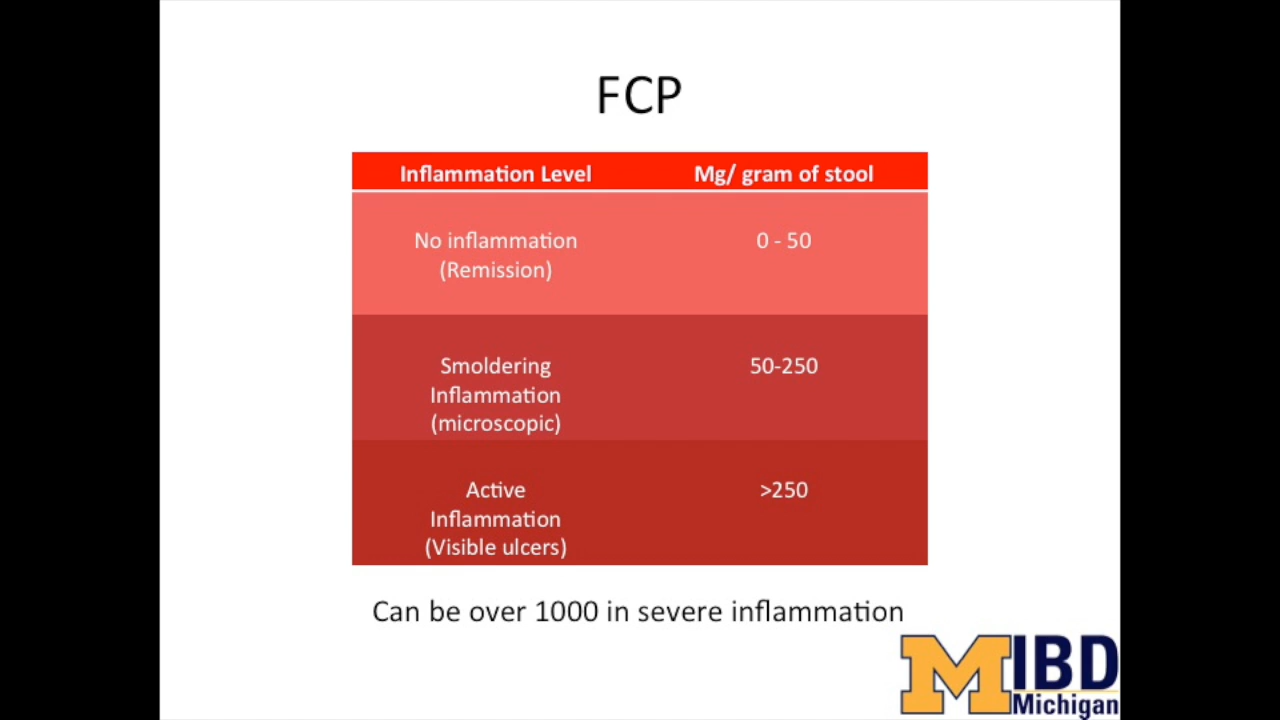 FCP
Inflammation Level Mg/ gram of stool
No inflammation 0 - 50
(Remission)
Smoldering 50-250
Inflammation
(microscopic)
Active >250
Inflammation
(Visible ulcers)
Can be over 1000 in severe inflammation
M IBD
Michigan